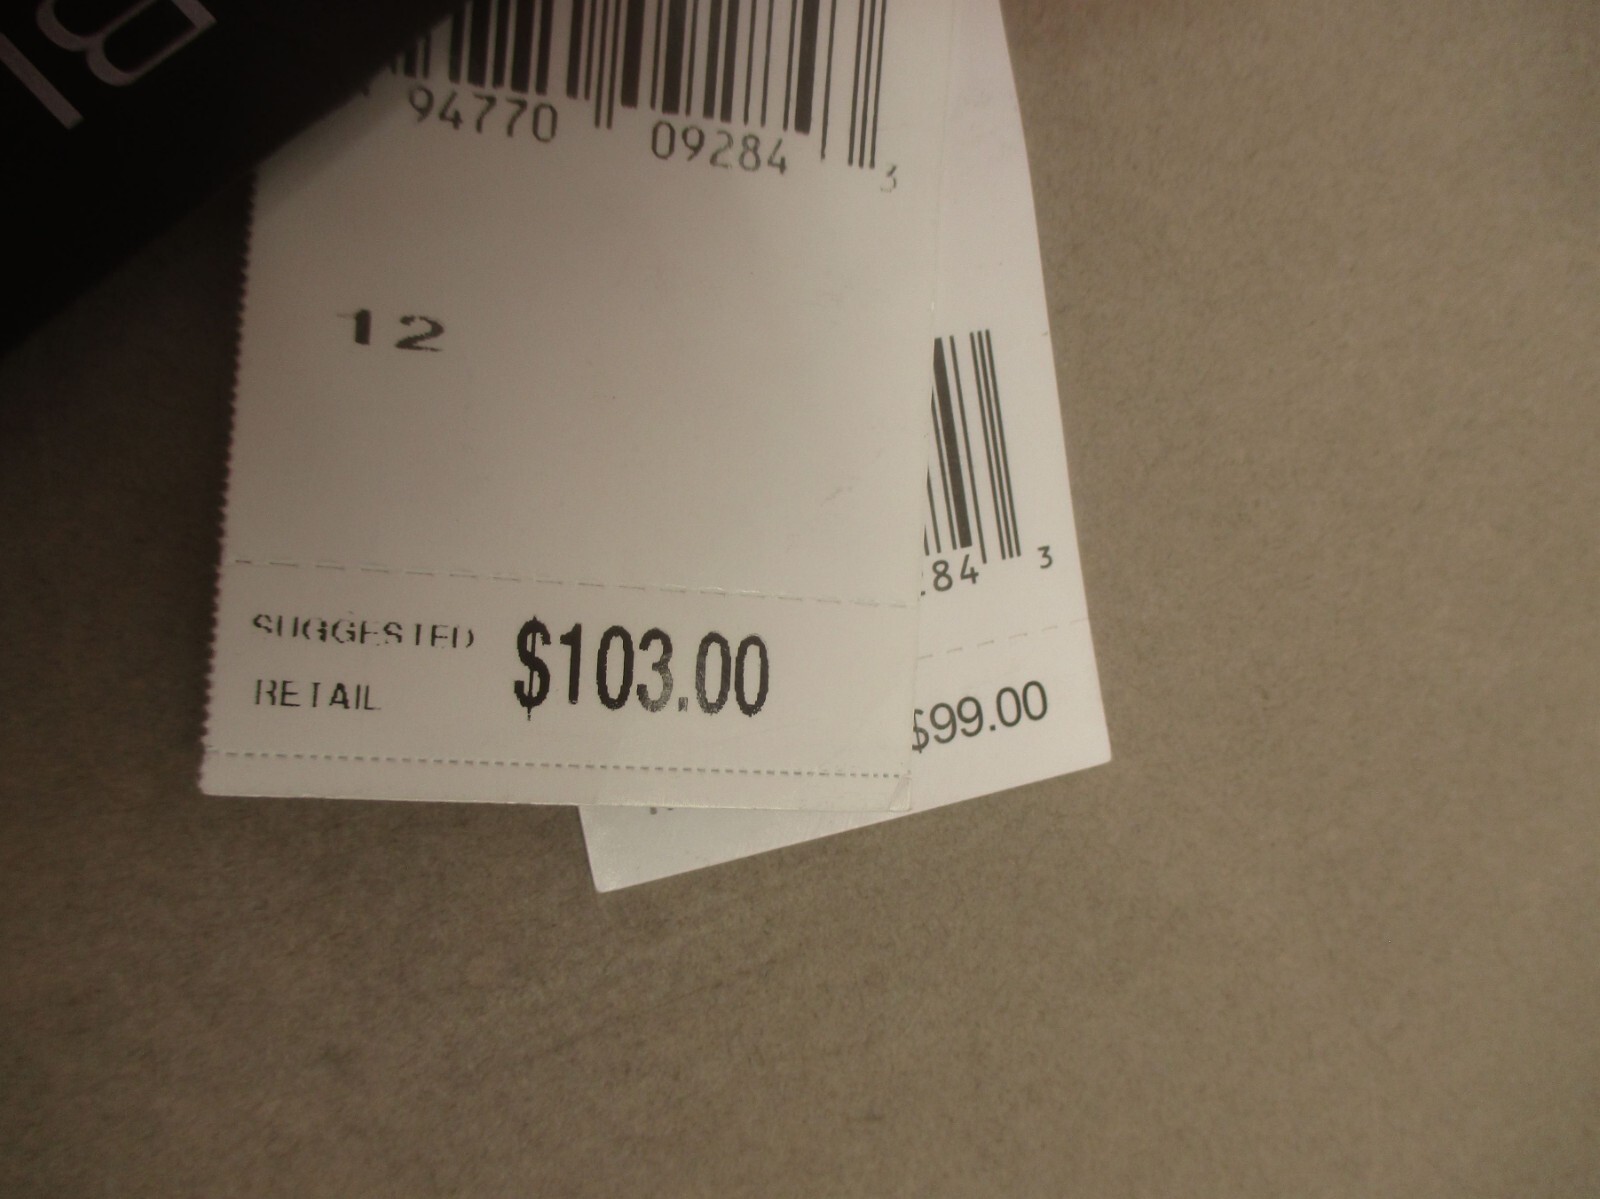 94770 09284 3
12
SUGGESTED $103.00
RETAIL
84 3
$99.00